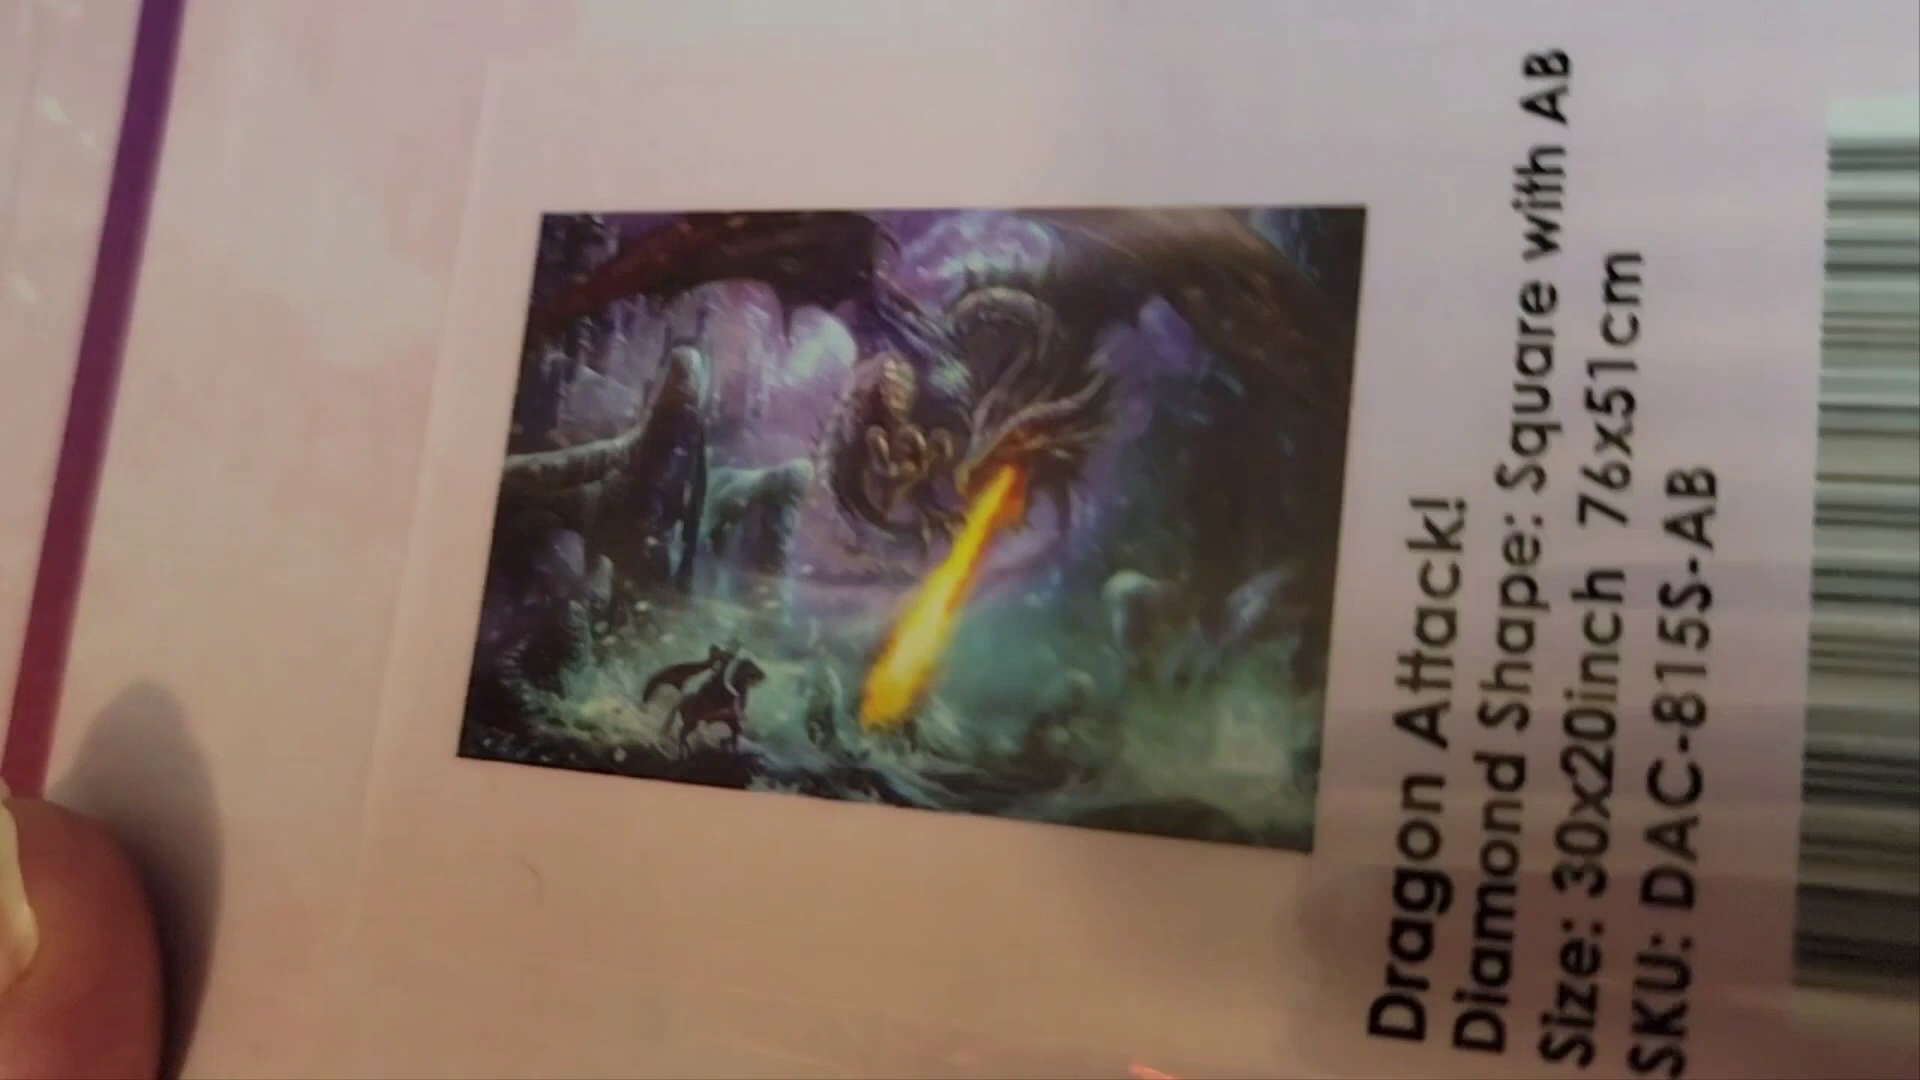 Dragon Attack!
Diamond Shape: Square with AB
Size: 30x20inch 76x51cm
SKU: DAC-815S-AB